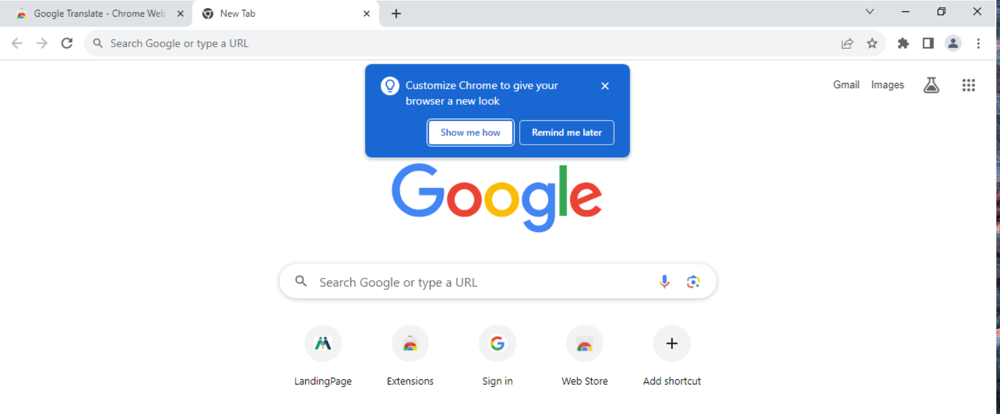 Google Translate - Chrome Web
New Tab
Search Google or type a URL
Customize Chrome to give your
browser a new look
Show me how
Remind me later
Gmail
Images
Google
Search Google or type a URL
LandingPage
Extensions
Sign in
Web Store
Add shortcut